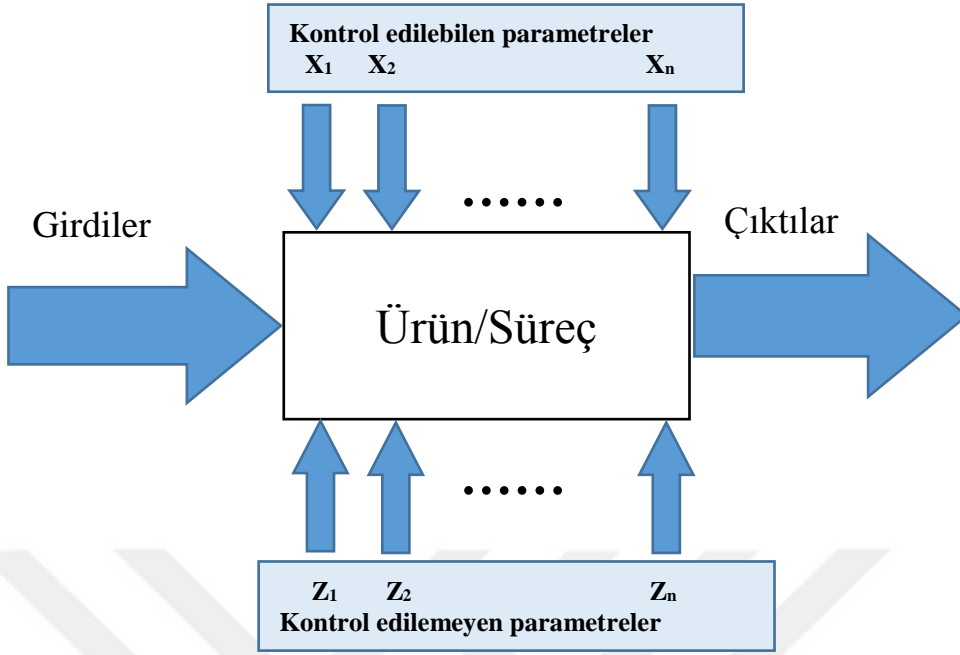 Kontrol edilebilen parametreler
X₁ X₂ Xₙ
......
Girdiler
Çıktılar
Ürün/Süreç
......
Z₁ Z₂ Zₙ
Kontrol edilemeyen parametreler